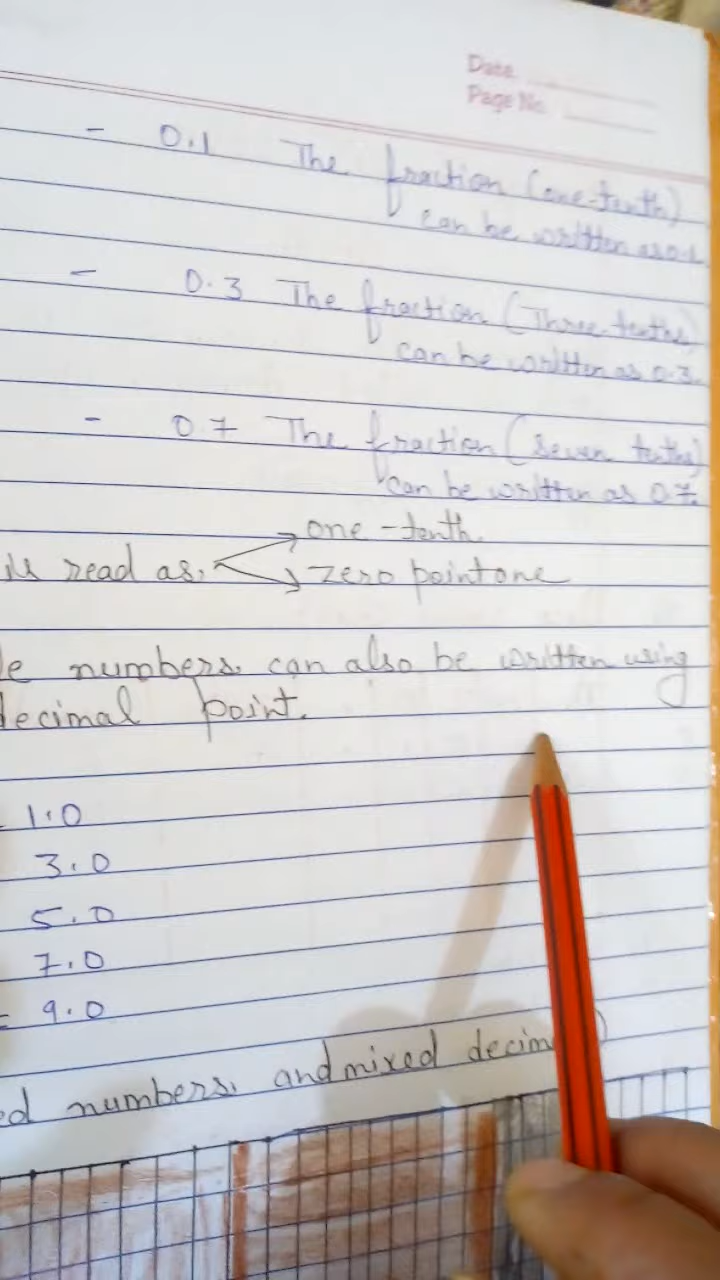 Date
Page No.
- 0.1 The fraction (one-tenth)
can be written as 0.1
- 0.3 The fraction (Three-tenths)
can be written as 0.3.
- 0.7 The fraction (Seven tenths)
can be written as 0.7.
one-tenth
is read as,
zero point one
le numbers can also be written using
decimal point.
= 1.0
3.0
5.0
7.0
= 9.0
ed numbers, and mixed decim